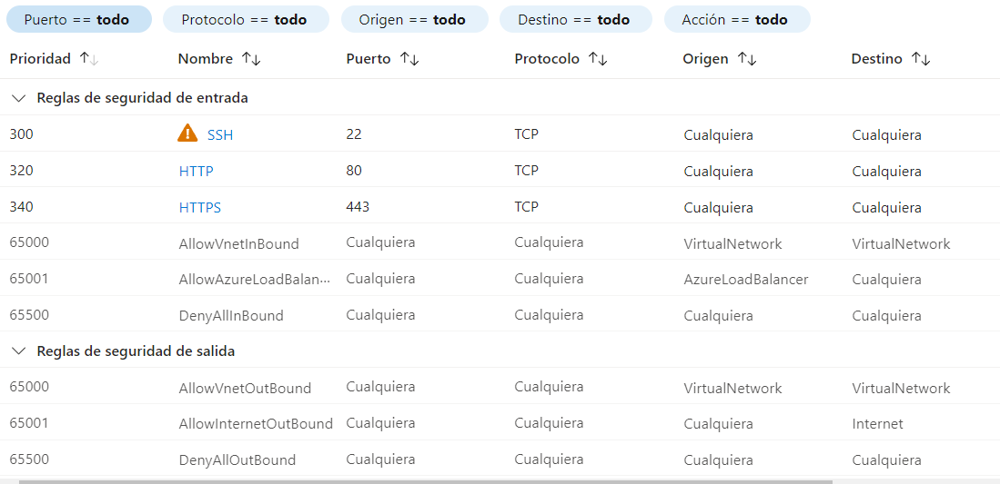 Puerto == todo Protocolo == todo Origen == todo Destino == todo Acción == todo
Prioridad Nombre Puerto Protocolo Origen Destino
Reglas de seguridad de entrada
300 SSH 22 TCP Cualquiera Cualquiera
320 HTTP 80 TCP Cualquiera Cualquiera
340 HTTPS 443 TCP Cualquiera Cualquiera
65000 AllowVnetInBound Cualquiera Cualquiera VirtualNetwork VirtualNetwork
65001 AllowAzureLoadBalan··· Cualquiera Cualquiera AzureLoadBalancer Cualquiera
65500 DenyAllInBound Cualquiera Cualquiera Cualquiera Cualquiera
Reglas de seguridad de salida
65000 AllowVnetOutBound Cualquiera Cualquiera VirtualNetwork VirtualNetwork
65001 AllowInternetOutBound Cualquiera Cualquiera Cualquiera Internet
65500 DenyAllOutBound Cualquiera Cualquiera Cualquiera Cualquiera